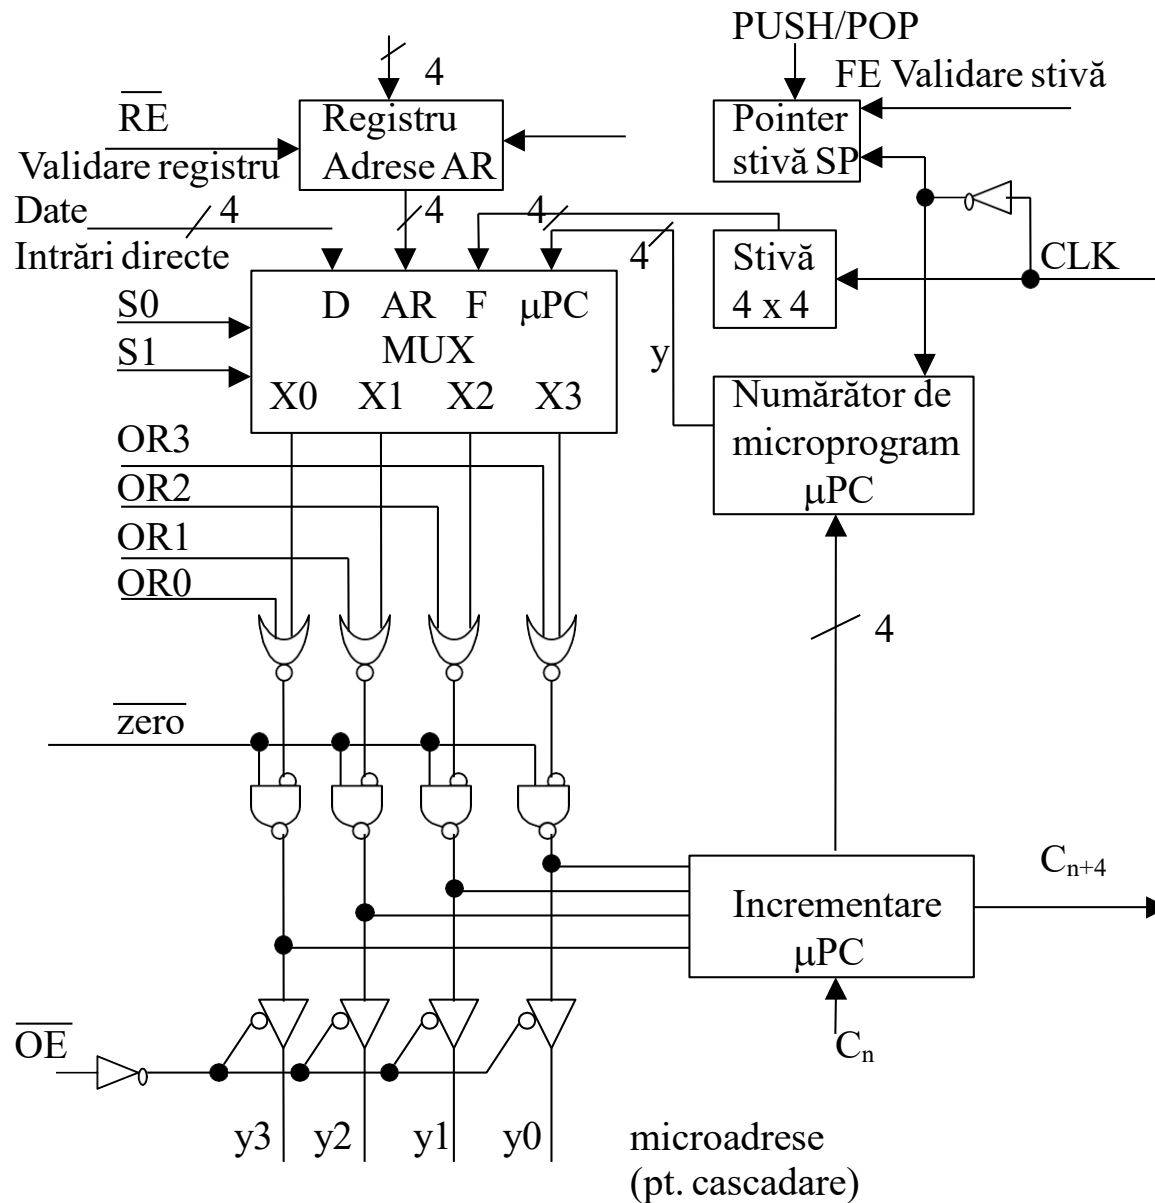 PUSH/POP
4
FE Validare stivă
RE
Validare registru
Registru
Adrese AR
Pointer
stivă SP
Date
4
4
4
4
Intrări directe
Stivă
4 x 4
CLK
S0
S1
D AR F μPC
MUX
X0 X1 X2 X3
y
Numărător de
microprogram
μPC
OR3
OR2
OR1
OR0
4
zero
Incrementare
μPC
Cn+4
OE
Cn
y3 y2 y1 y0
microadrese
(pt. cascadare)